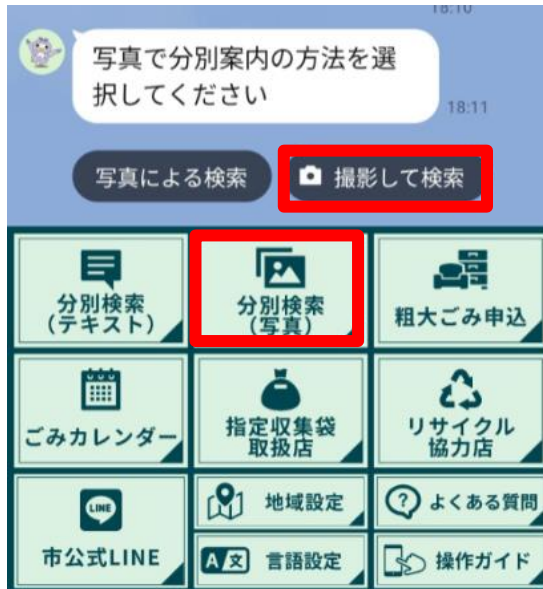 18:10
写真で分別案内の方法を選
択してください
18:11
写真による検索
撮影して検索
分別検索
(テキスト)
分別検索
(写真)
粗大ごみ申込
ごみカレンダー
指定収集袋
取扱店
リサイクル
協力店
LINE
市公式LINE
地域設定
? よくある質問
A文 言語設定
操作ガイド